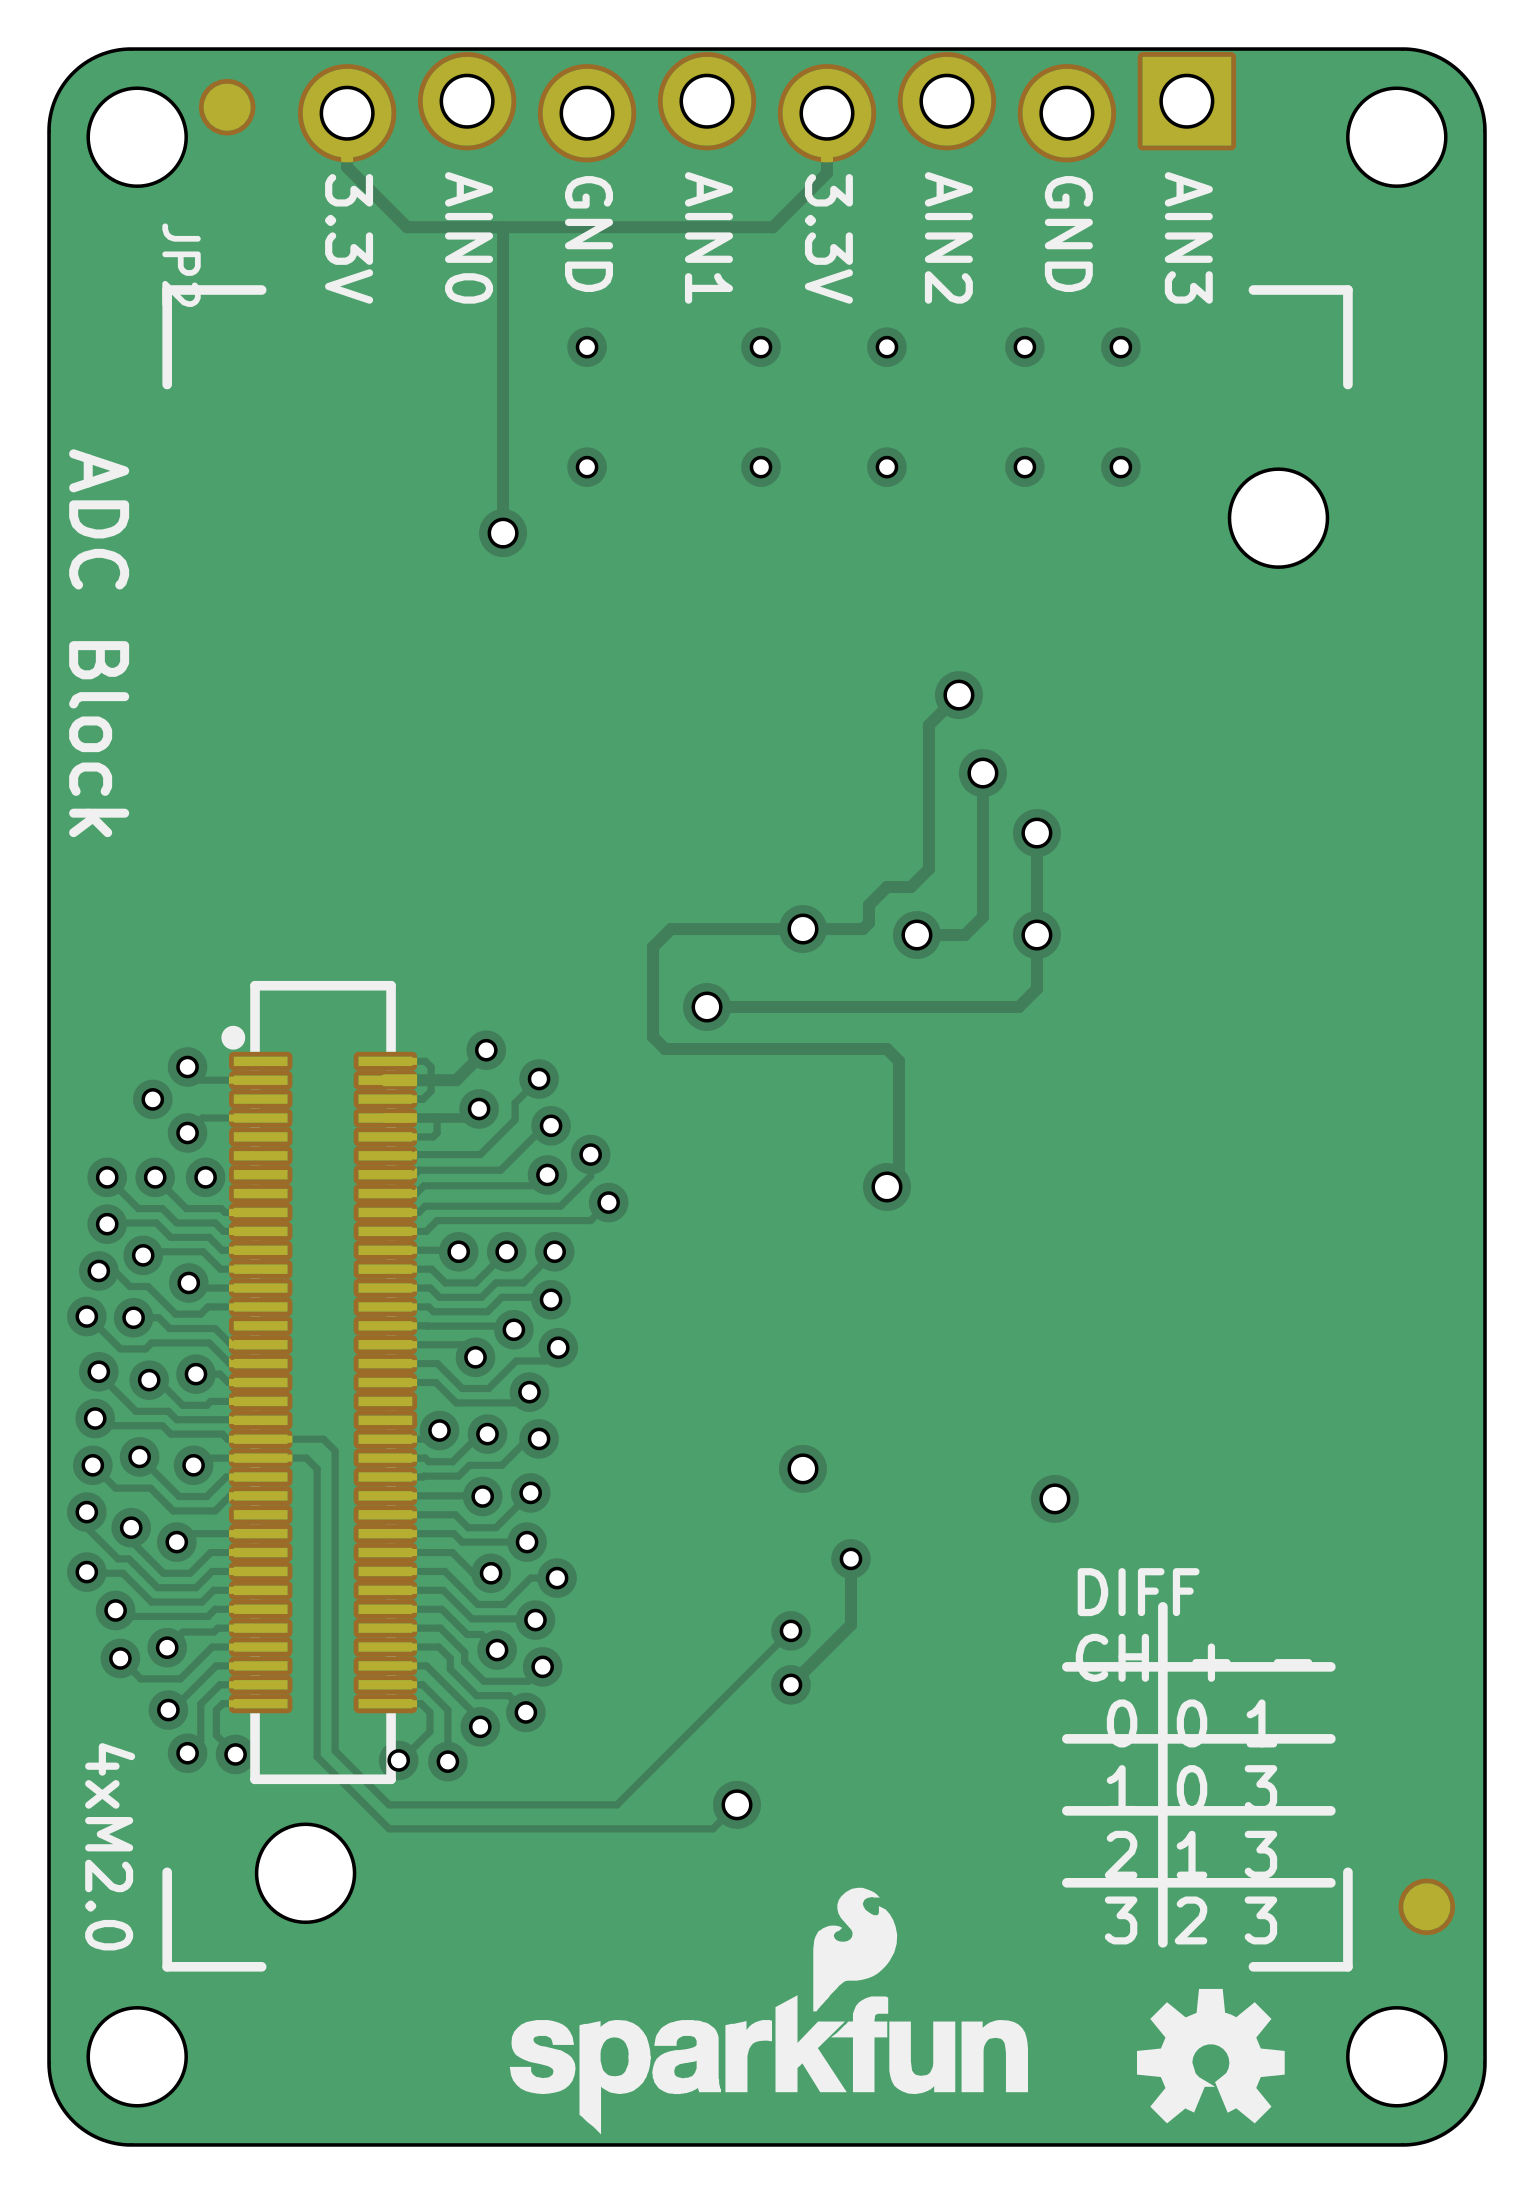 3.3V
AIN0
GND
AIN1
3.3V
AIN2
GND
AIN3
JP2
ADC Block
DIFF
CH + -
0 0 1
1 0 3
2 1 3
3 2 3
4xM2.0
sparkfun